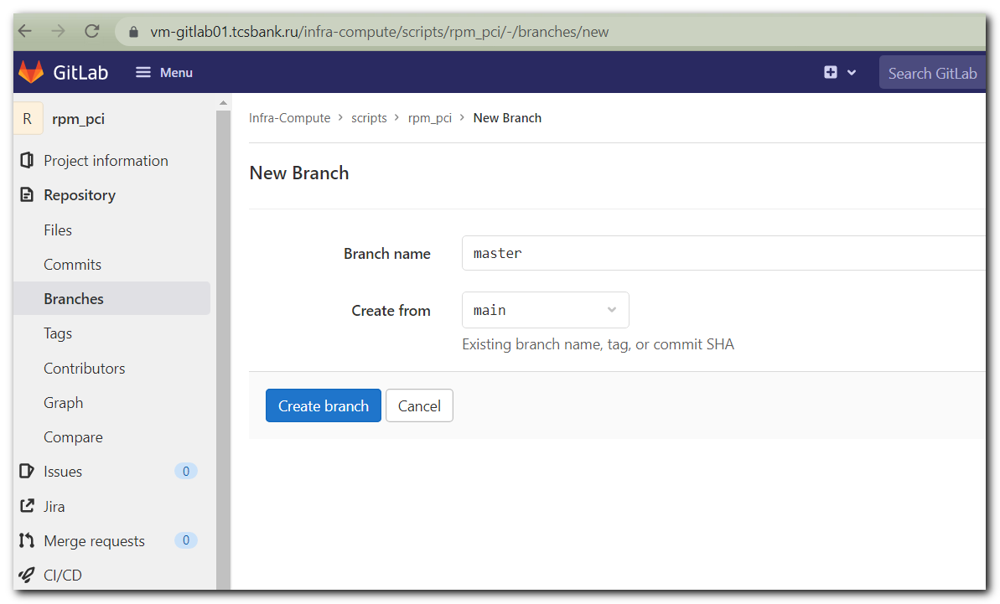 vm-gitlab01.tcsbank.ru/infra-compute/scripts/rpm_pci/-/branches/new
GitLab Menu Search GitLab
R rpm_pci
Project information
Repository
Files
Commits
Branches
Tags
Contributors
Graph
Compare
Issues 0
Jira
Merge requests 0
CI/CD
Infra-Compute > scripts > rpm_pci > New Branch
New Branch
Branch name master
Create from main
Existing branch name, tag, or commit SHA
Create branch Cancel